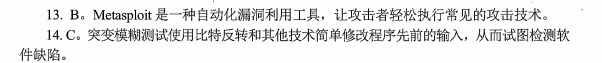 13. B。Metasploit 是一种自动化漏洞利用工具，让攻击者轻松执行常见的攻击技术。
14. C。突变模糊测试使用比特反转和其他技术简单修改程序先前的输入，从而试图检测软
件缺陷。